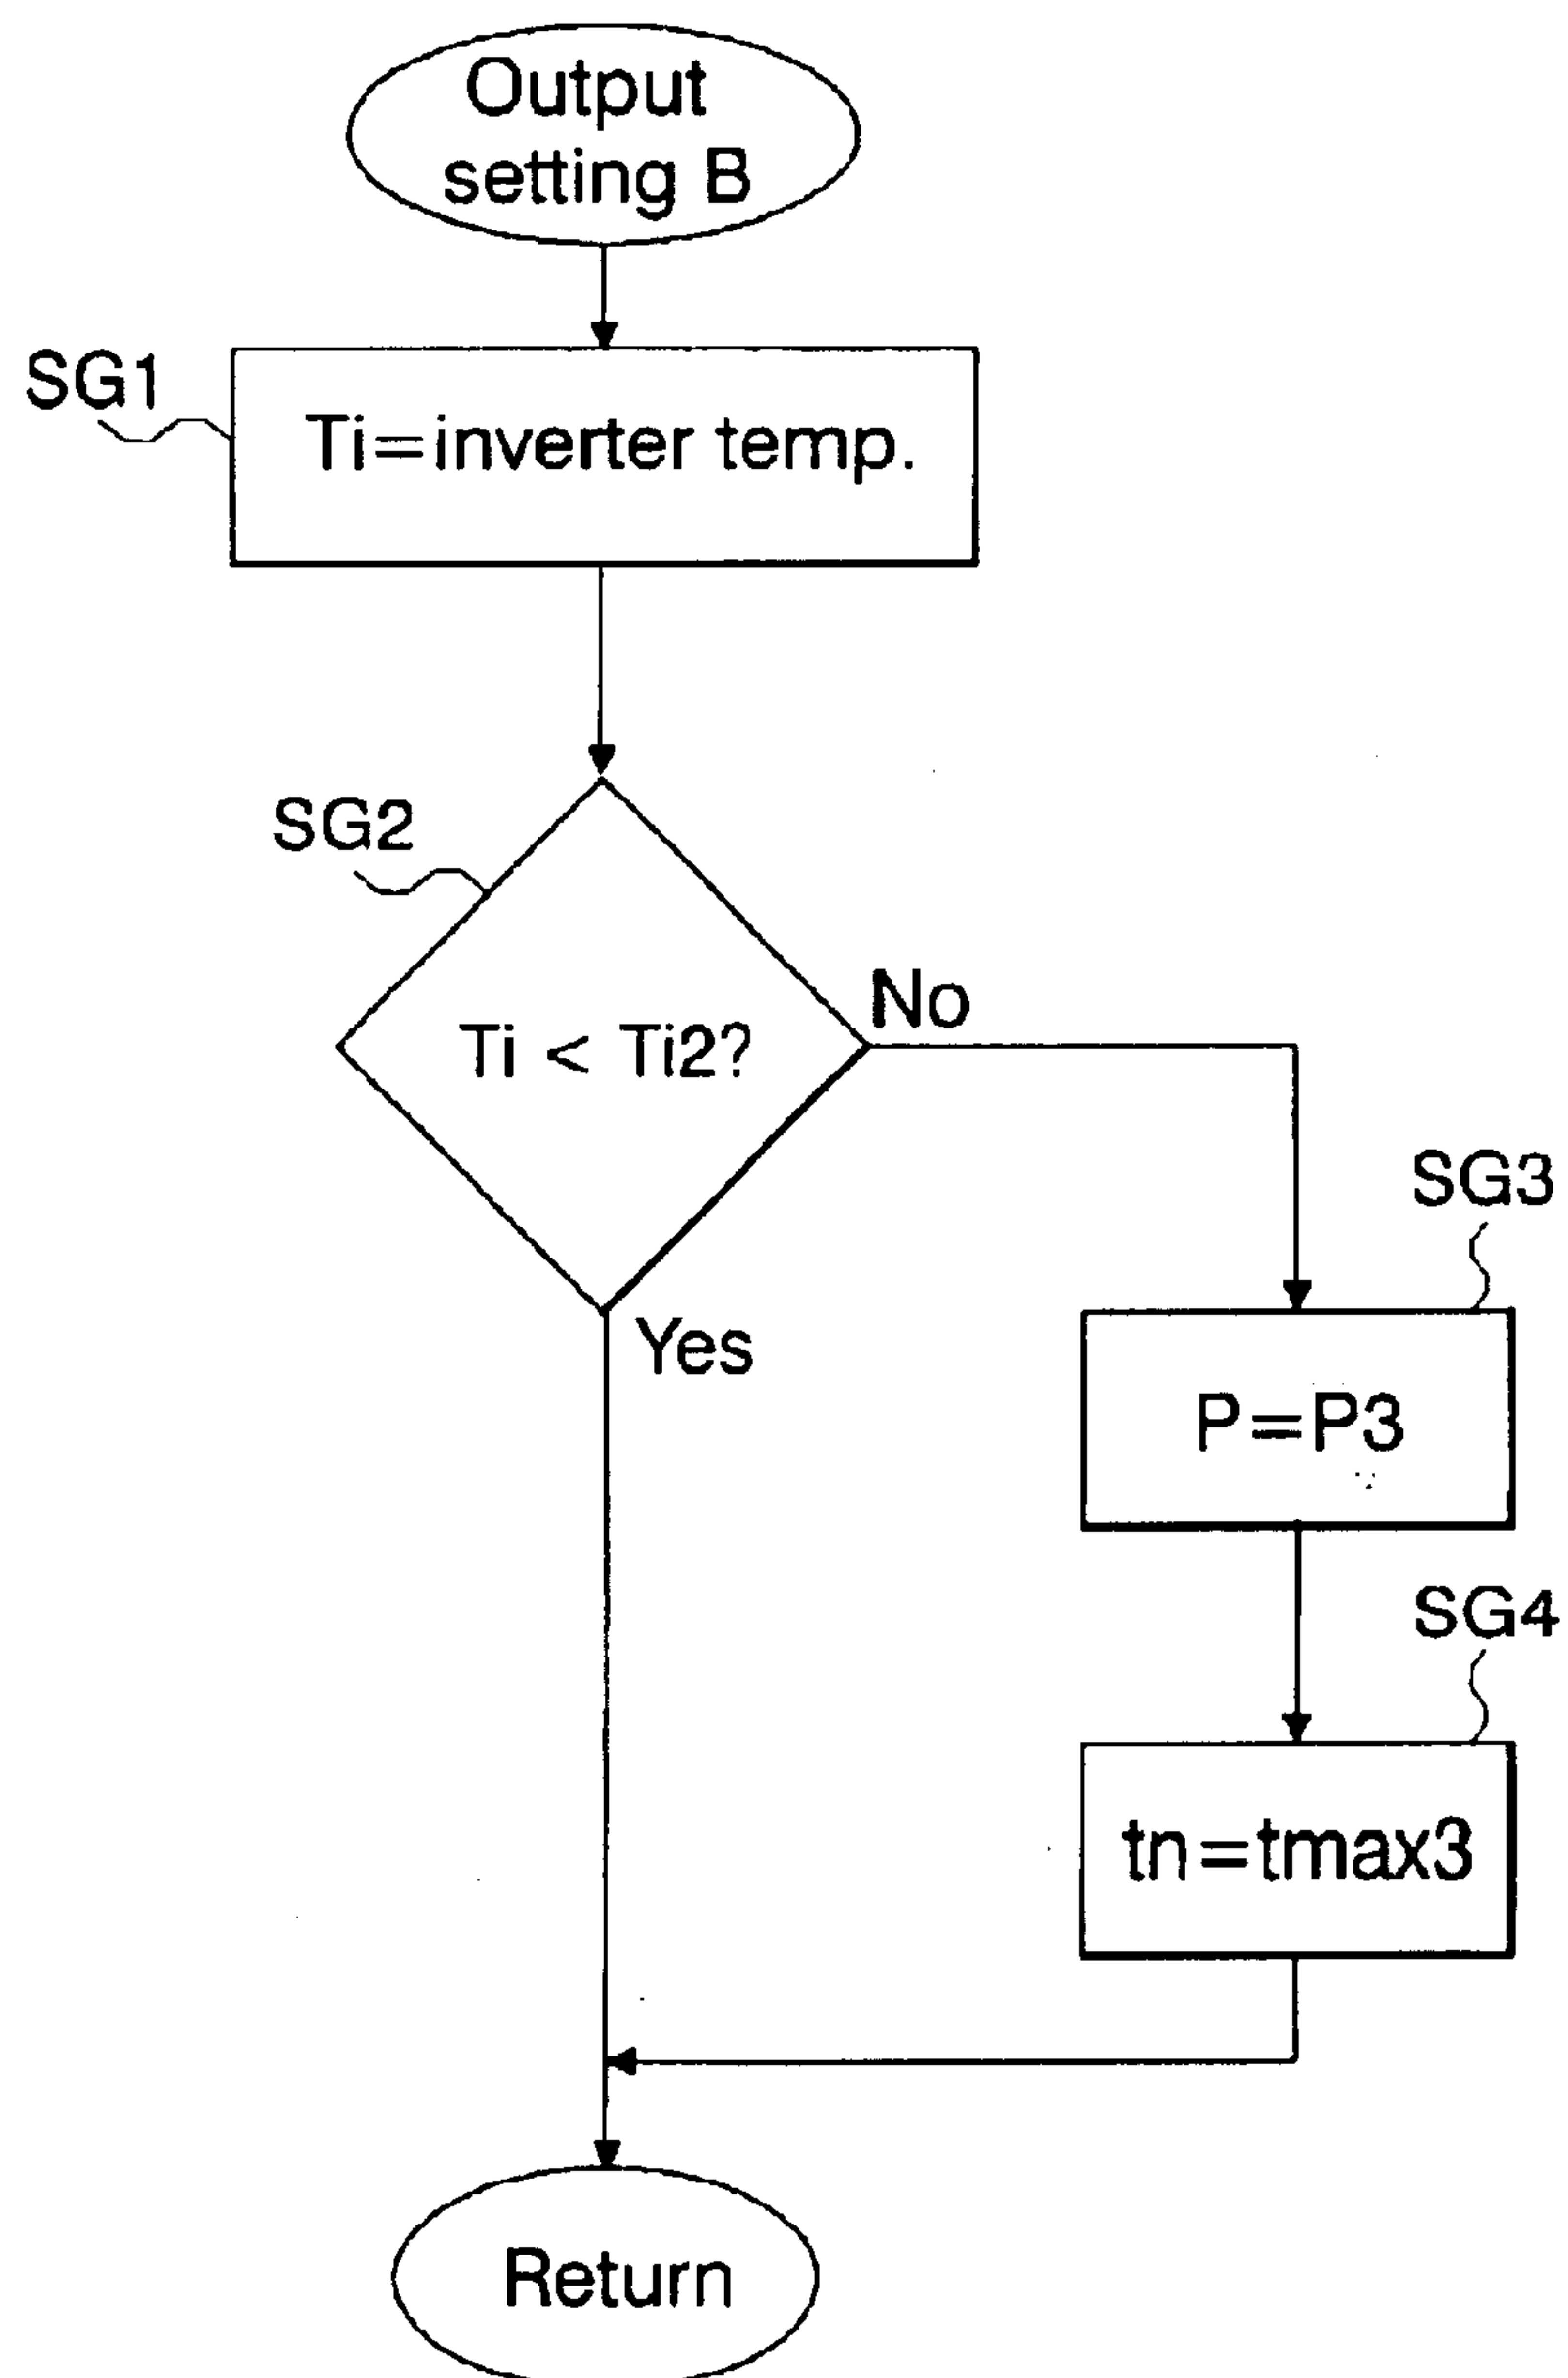 Output
setting B
SG1
Ti=inverter temp.
SG2
Ti < Ti2?
No
Yes
SG3
P=P3
SG4
tn=tmax3
Return